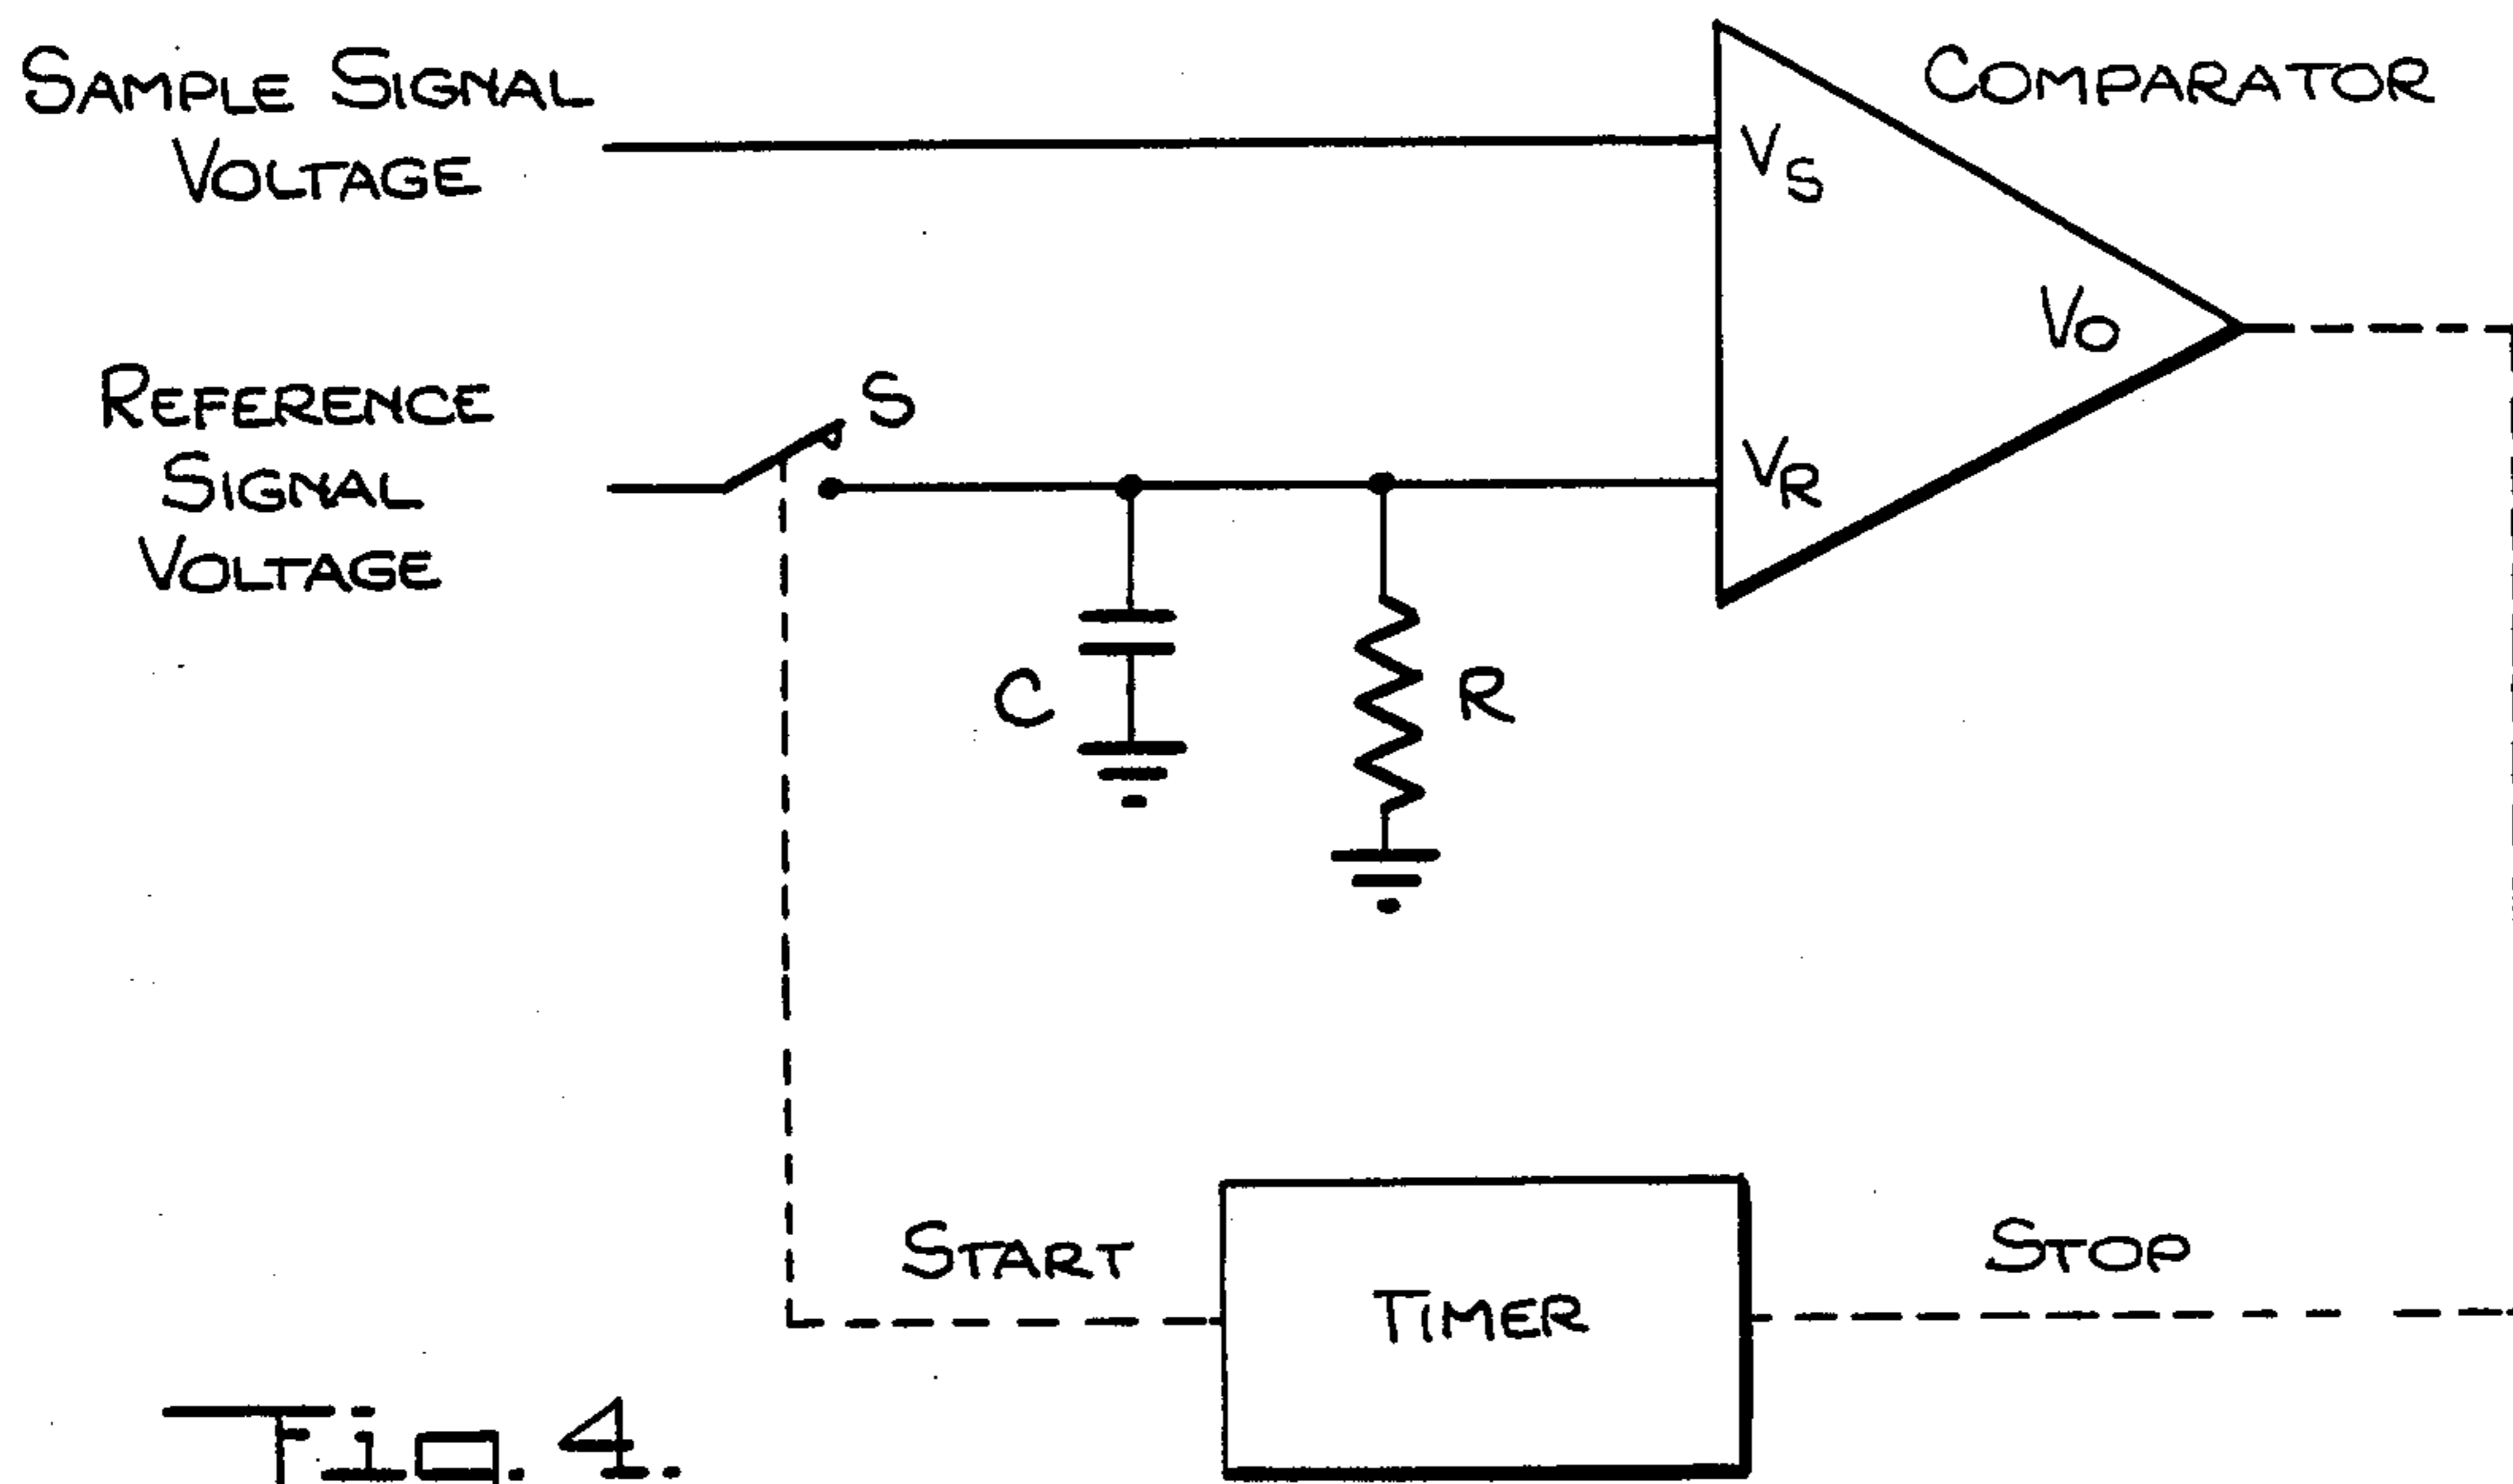 SAMPLE SIGNAL
VOLTAGE
COMPARATOR
VS
VO
REFERENCE
SIGNAL
VOLTAGE
S
VR
C
R
START
TIMER
STOP
Fig. 4.